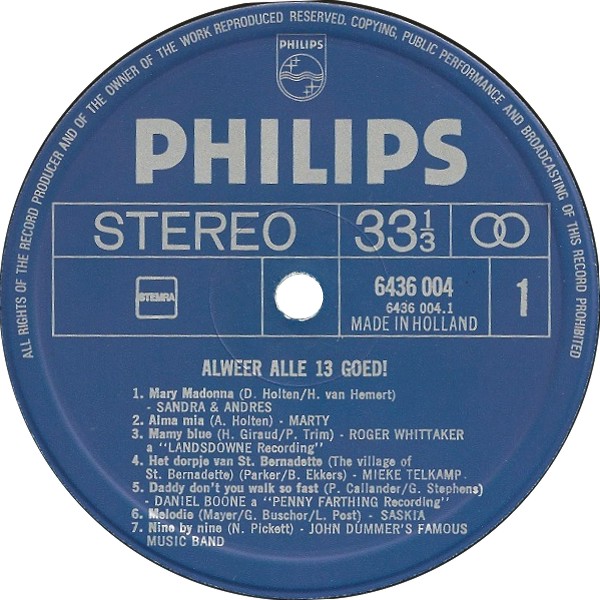 ALL RIGHTS OF THE RECORD PRODUCER AND OF THE OWNER OF THE WORK REPRODUCED RESERVED. COPYING, PUBLIC PERFORMANCE AND BROADCASTING OF THIS RECORD PROHIBITED
PHILIPS
PHILIPS
STEREO 33 1/3
STEMRA
6436 004
6436 004.1
MADE IN HOLLAND
1
ALWEER ALLE 13 GOED!
1. Mary Madonna (D. Holten/H. van Hemert)
- SANDRA & ANDRES
2. Alma mia (A. Holten) - MARTY
3. Mamy blue (H. Giraud/P. Trim) - ROGER WHITTAKER
a "LANDSDOWNE Recording"
4. Het dorpje van St. Bernadette (The village of
St. Bernadette) (Parker/B. Ekkers) - MIEKE TELKAMP
5. Daddy don't you walk so fast (P. Callander/G. Stephens)
- DANIEL BOONE a "PENNY FARTHING Recording"
6. Melodie (Mayer/G. Buschor/L. Post) - SASKIA
7. Nine by nine (N. Pickett) - JOHN DUMMER'S FAMOUS
MUSIC BAND